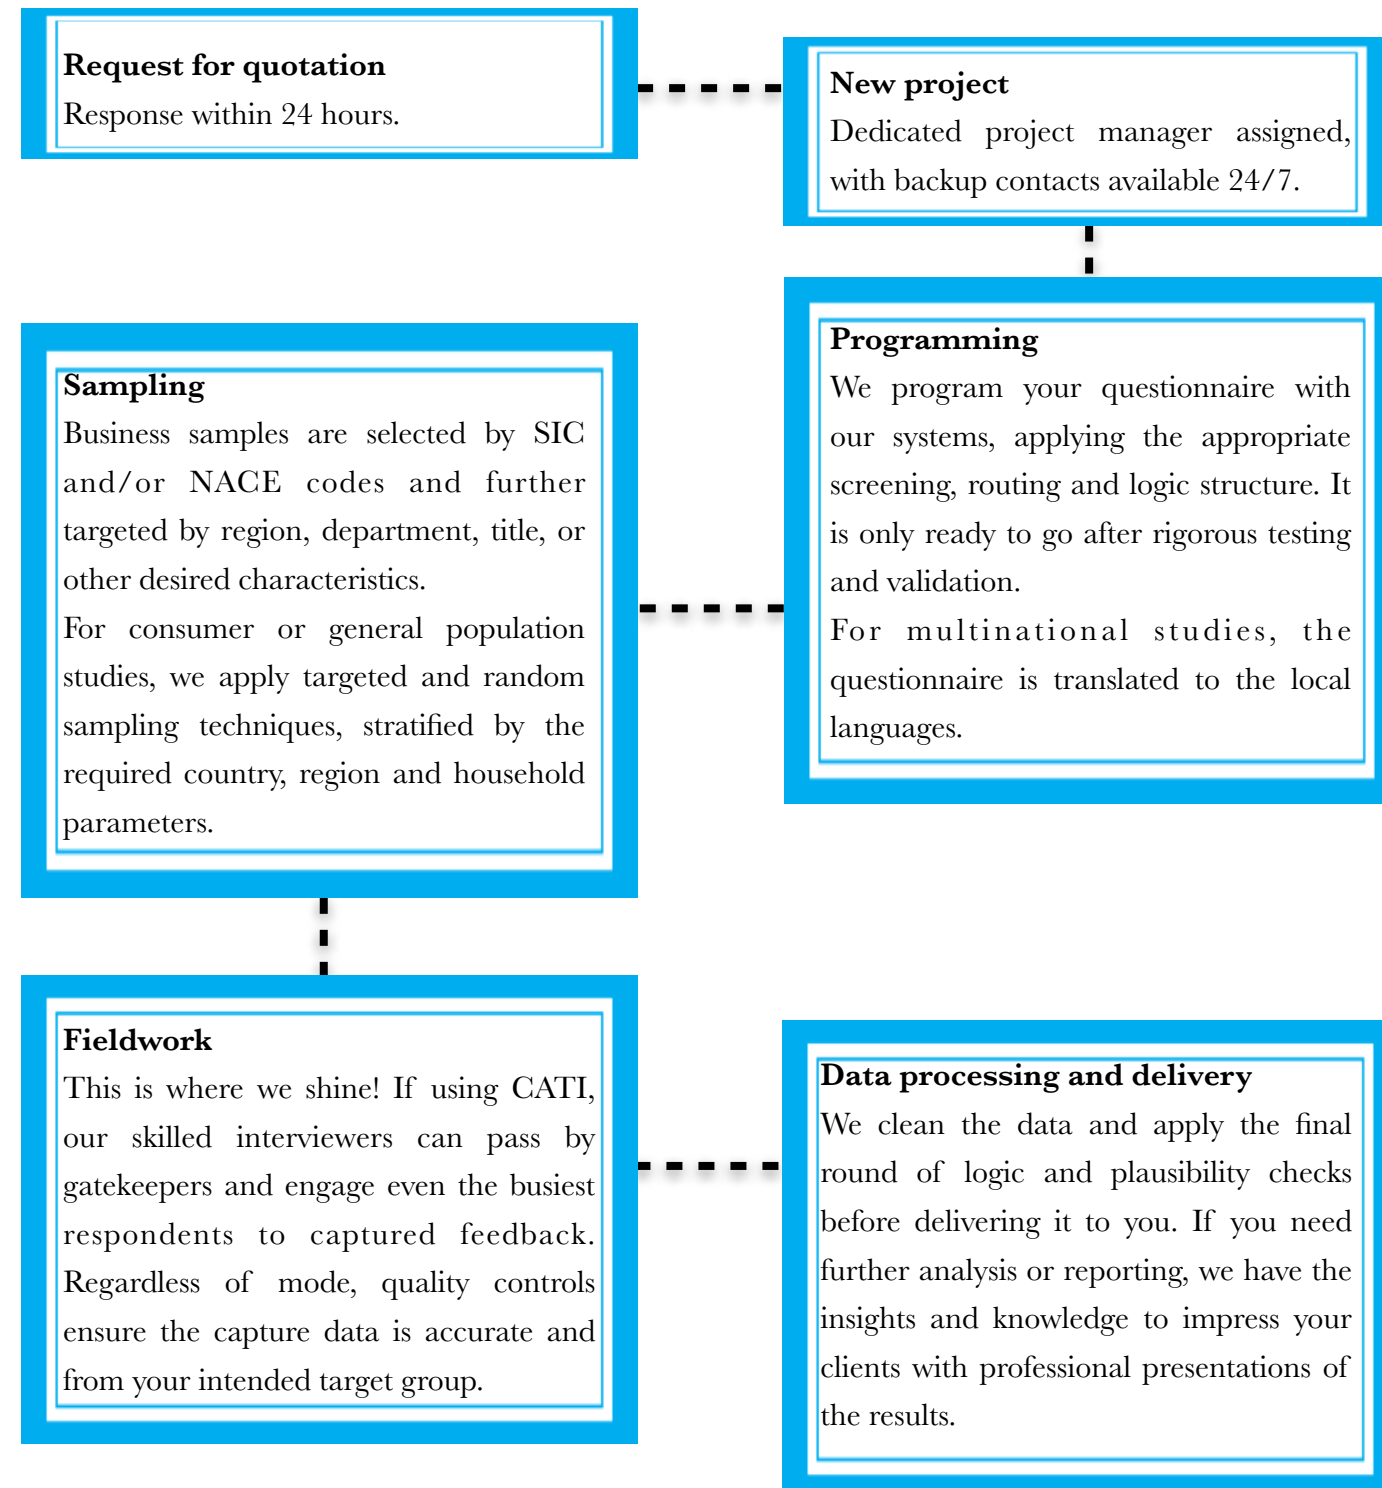 Request for quotation
Response within 24 hours.
New project
Dedicated project manager assigned,
with backup contacts available 24/7.
Programming
We program your questionnaire with
our systems, applying the appropriate
screening, routing and logic structure. It
is only ready to go after rigorous testing
and validation.
For multinational studies, the
questionnaire is translated to the local
languages.
Sampling
Business samples are selected by SIC
and/or NACE codes and further
targeted by region, department, title, or
other desired characteristics.
For consumer or general population
studies, we apply targeted and random
sampling techniques, stratified by the
required country, region and household
parameters.
Fieldwork
This is where we shine! If using CATI,
our skilled interviewers can pass by
gatekeepers and engage even the busiest
respondents to captured feedback.
Regardless of mode, quality controls
ensure the capture data is accurate and
from your intended target group.
Data processing and delivery
We clean the data and apply the final
round of logic and plausibility checks
before delivering it to you. If you need
further analysis or reporting, we have the
insights and knowledge to impress your
clients with professional presentations of
the results.